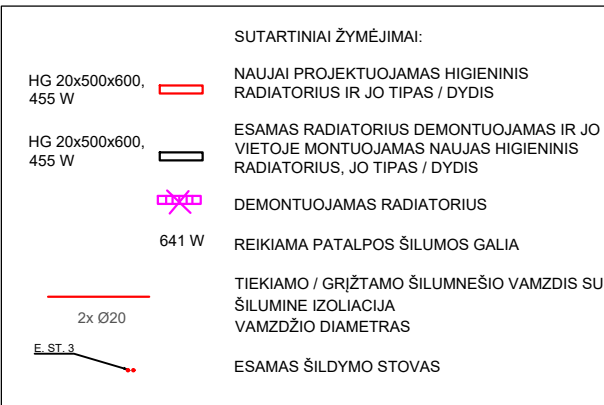 SUTARTINIAI ŽYMĖJIMAI:
HG 20x500x600,
455 W
NAUJAI PROJEKTUOJAMAS HIGIENINIS
RADIATORIUS IR JO TIPAS / DYDIS
HG 20x500x600,
455 W
ESAMAS RADIATORIUS DEMONTUOJAMAS IR JO
VIETOJE MONTUOJAMAS NAUJAS HIGIENINIS
RADIATORIUS, JO TIPAS / DYDIS
DEMONTUOJAMAS RADIATORIUS
641 W
REIKIAMA PATALPOS ŠILUMOS GALIA
2x Ø20
TIEKIAMO / GRĮŽTAMO ŠILUMNEŠIO VAMZDIS SU
ŠILUMINE IZOLIACIJA
VAMZDŽIO DIAMETRAS
E. ST. 3
ESAMAS ŠILDYMO STOVAS